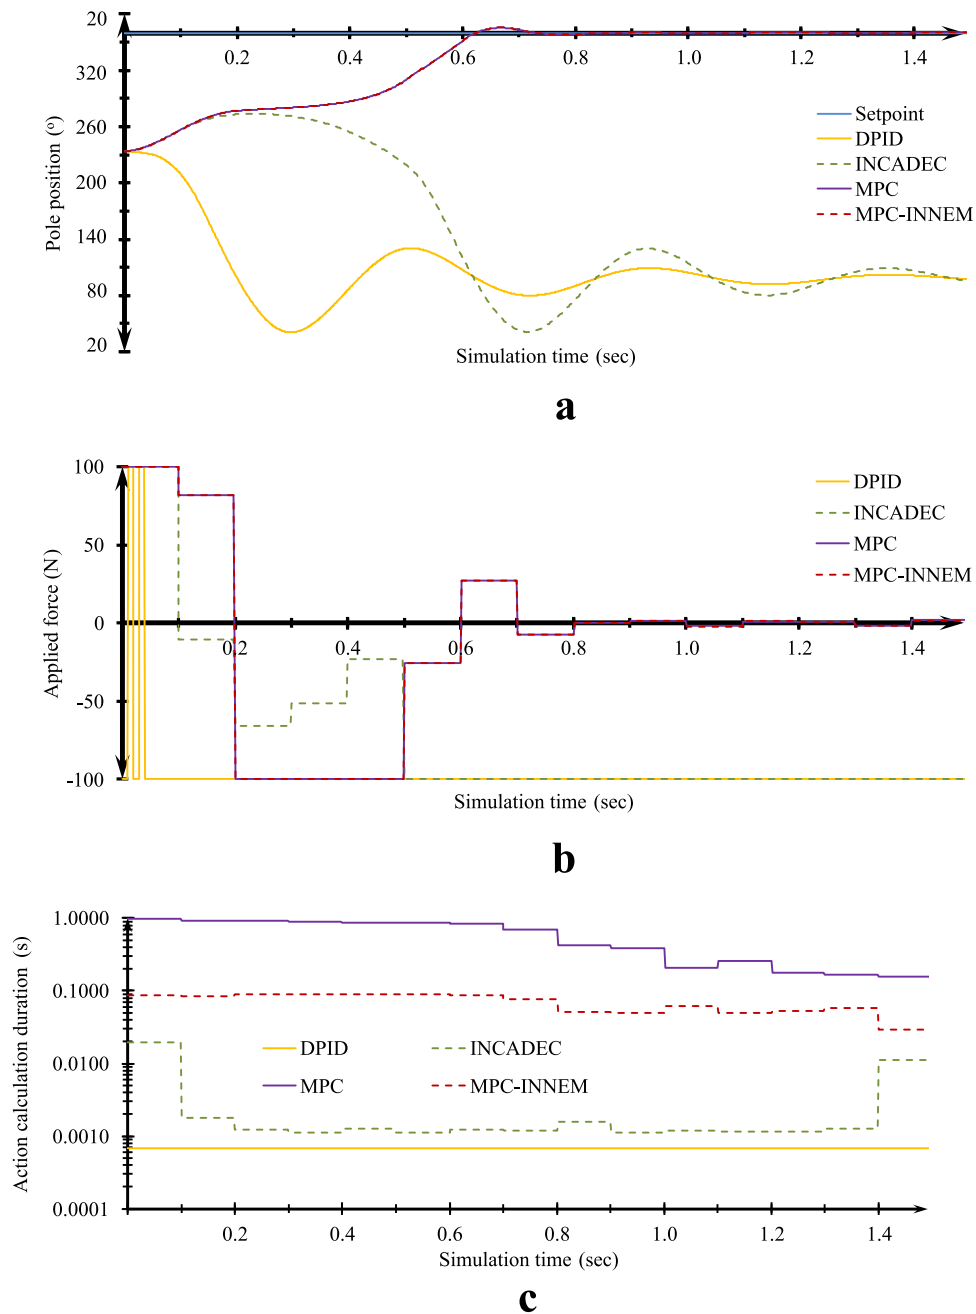 20
320
260
200
140
80
20
Pole position (°)
0.2 0.4 0.6 0.8 1.0 1.2 1.4
Setpoint
DPID
INCADEC
MPC
MPC-INNEM
Simulation time (sec)
a
100
50
0
-50
-100
Applied force (N)
0.2 0.4 0.6 0.8 1.0 1.2 1.4
DPID
INCADEC
MPC
MPC-INNEM
Simulation time (sec)
b
1.0000
0.1000
0.0100
0.0010
0.0001
Action calculation duration (s)
DPID INCADEC
MPC MPC-INNEM
0.2 0.4 0.6 0.8 1.0 1.2 1.4
Simulation time (sec)
c